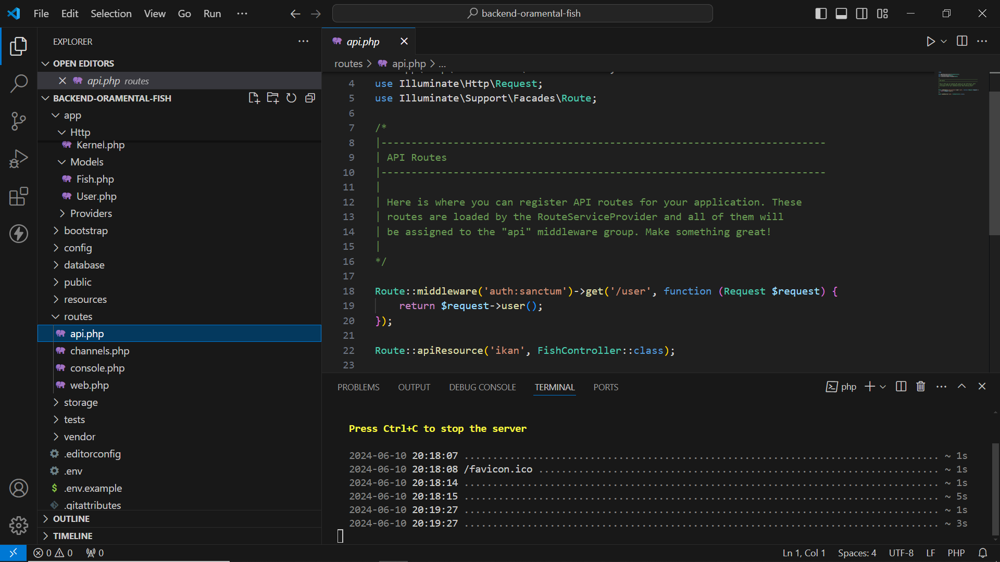 File Edit Selection View Go Run ...
backend-oramental-fish
EXPLORER
OPEN EDITORS
api.php routes
BACKEND-ORAMENTAL-FISH
app
Http
Kernel.php
Models
Fish.php
User.php
Providers
bootstrap
config
database
public
resources
routes
api.php
channels.php
console.php
web.php
storage
tests
vendor
.editorconfig
.env
.env.example
.gitattributes
OUTLINE
TIMELINE
api.php
routes > api.php > ...
4 use Illuminate\Http\Request;
5 use Illuminate\Support\Facades\Route;
6
7 /*
8 |--------------------------------------------------------------------------
9 | API Routes
10 |--------------------------------------------------------------------------
11 |
12 | Here is where you can register API routes for your application. These
13 | routes are loaded by the RouteServiceProvider and all of them will
14 | be assigned to the "api" middleware group. Make something great!
15 |
16 */
17
18 Route::middleware('auth:sanctum')->get('/user', function (Request $request) {
19     return $request->user();
20 });
21
22 Route::apiResource('ikan', FishController::class);
23
PROBLEMS OUTPUT DEBUG CONSOLE TERMINAL PORTS
php
Press Ctrl+C to stop the server
2024-06-10 20:18:07 ................................................................................... ~ 1s
2024-06-10 20:18:08 /favicon.ico ...................................................................... ~ 1s
2024-06-10 20:18:14 ................................................................................... ~ 1s
2024-06-10 20:18:15 ................................................................................... ~ 5s
2024-06-10 20:19:27 ................................................................................... ~ 1s
2024-06-10 20:19:27 ................................................................................... ~ 3s
0 0 0
Ln 1, Col 1 Spaces: 4 UTF-8 LF PHP